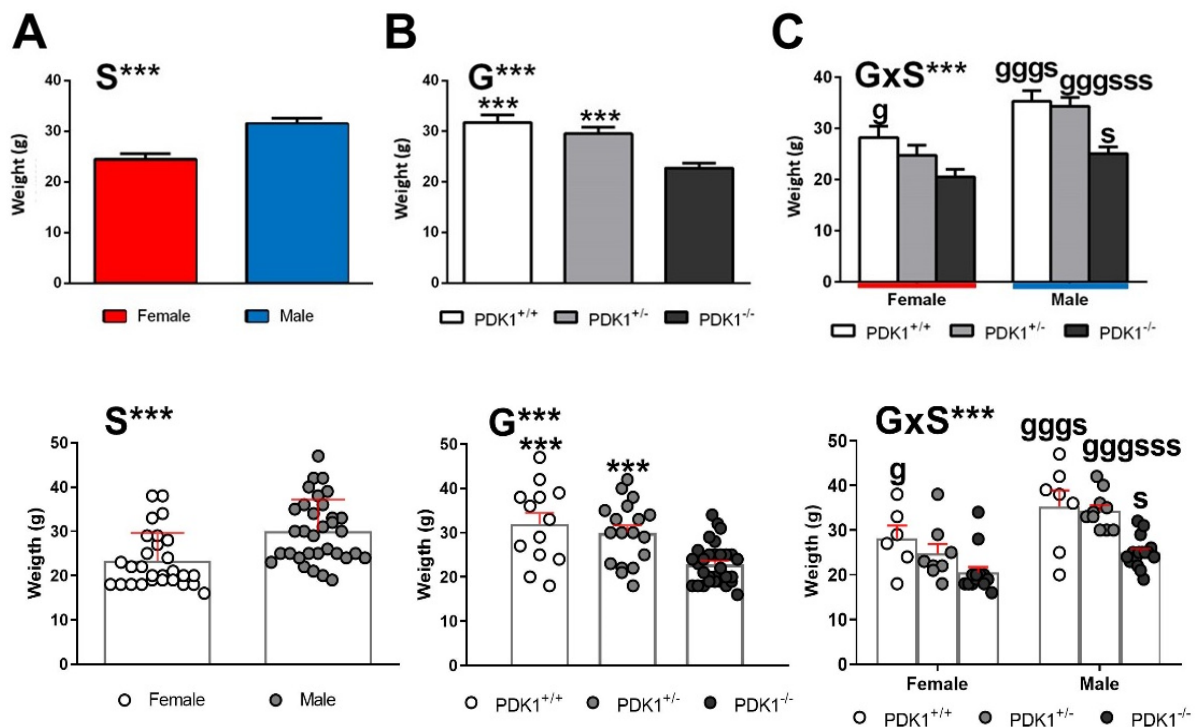 A
B
C
S***
G***
***
***
GxS***
gggs
gggsss
g
s
Weight (g)
40
30
20
10
0
Weight (g)
40
30
20
10
0
Weight (g)
40
30
20
10
0
Female
Male
Female Male
PDK1+/+ PDK1+/- PDK1-/-
PDK1+/+ PDK1+/- PDK1-/-
S***
G***
***
***
GxS***
gggs
gggsss
g
s
Weigth (g)
50
40
30
20
10
0
Weigth (g)
50
40
30
20
10
0
Weigth (g)
50
40
30
20
10
0
Female
Male
Female Male
PDK1+/+ PDK1+/- PDK1-/-
PDK1+/+ PDK1+/- PDK1-/-